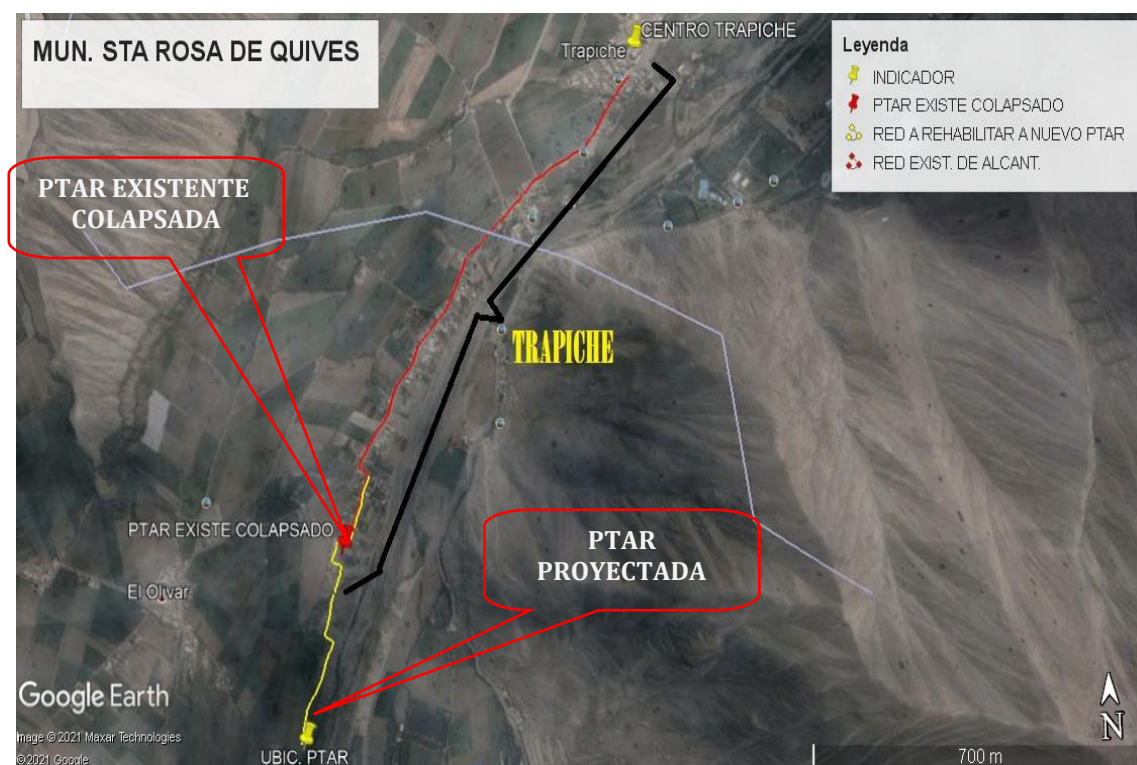 MUN. STA ROSA DE QUIVES
CENTRO TRAPICHE
Trapiche
Leyenda
INDICADOR
PTAR EXISTE COLAPSADO
RED A REHABILITAR A NUEVO PTAR
RED EXIST. DE ALCANT.
PTAR EXISTENTE
COLAPSADA
TRAPICHE
PTAR EXISTE COLAPSADO
PTAR
PROYECTADA
El Olivar
Google Earth
Image © 2021 Maxar Technologies
©2021 Google
UBIC. PTAR
N
700 m